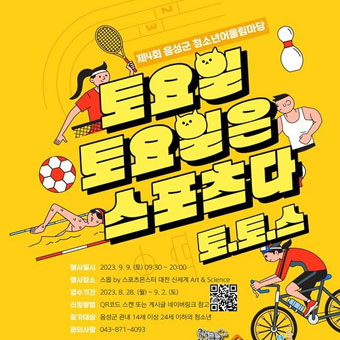 제4회 음성군 청소년어울림마당
토요일
토요일은
스포츠다
토.토.스
행사일시 2023. 9. 9. (토) 09:30 ~ 20:00
행사장소 스몹 by 스포츠몬스터 대전 신세계 Art & Science
접수기간 2023. 8. 28. (월) ~ 9. 2. (토)
신청방법 QR코드 스캔 또는 게시글 네이버링크 참고
참가대상 음성군 관내 14세 이상 24세 이하의 청소년
문의사항 043-871-4093